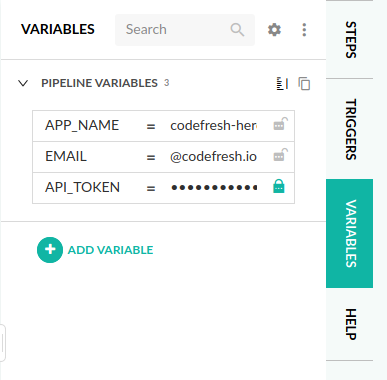 VARIABLES
Search
PIPELINE VARIABLES 3
APP_NAME = codefresh-her
EMAIL = @codefresh.io
API_TOKEN = •••••••••••
ADD VARIABLE
STEPS
TRIGGERS
VARIABLES
HELP